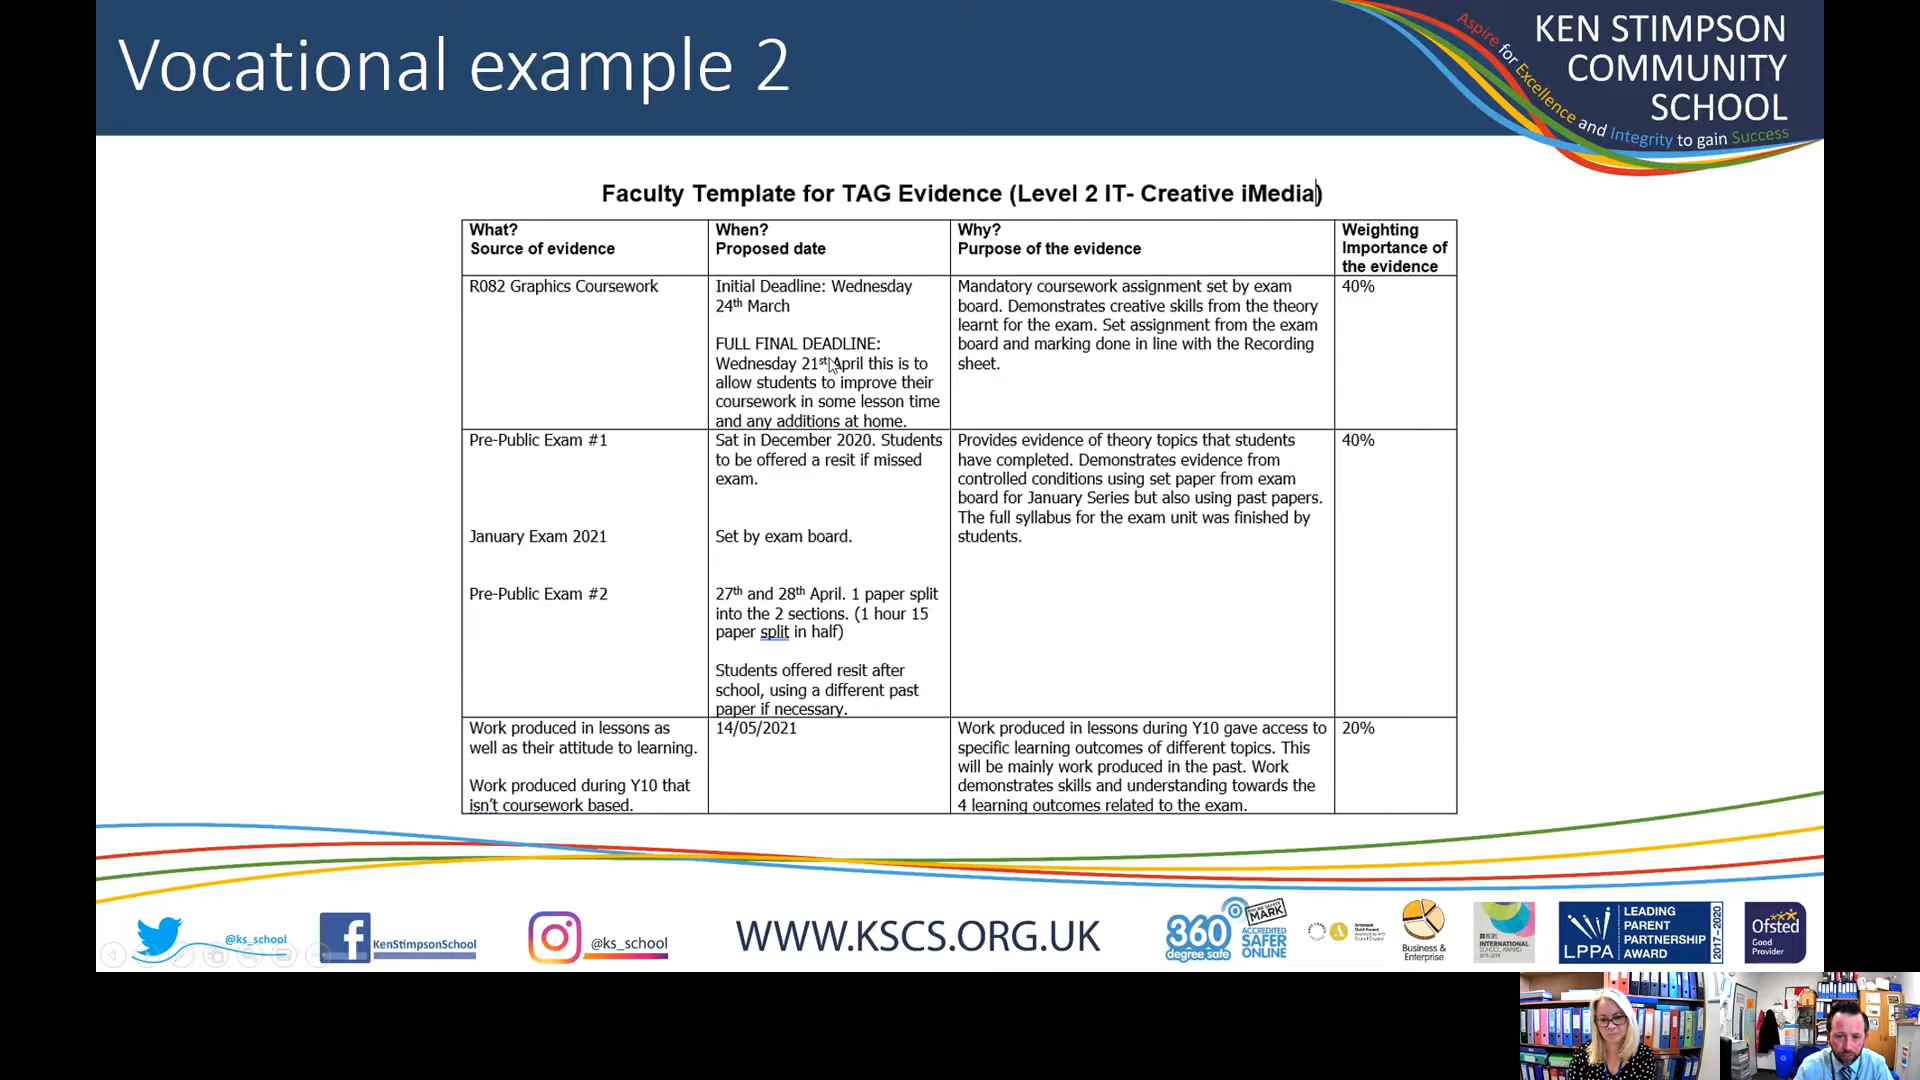 Vocational example 2
KEN STIMPSON
COMMUNITY
SCHOOL
Aspire for Excellence and Integrity to gain Success
Faculty Template for TAG Evidence (Level 2 IT- Creative iMedia)
What?
Source of evidence
When?
Proposed date
Why?
Purpose of the evidence
Weighting
Importance of
the evidence
R082 Graphics Coursework
Initial Deadline: Wednesday
24th March
FULL FINAL DEADLINE:
Wednesday 21st April this is to
allow students to improve their
coursework in some lesson time
and any additions at home.
Mandatory coursework assignment set by exam
board. Demonstrates creative skills from the theory
learnt for the exam. Set assignment from the exam
board and marking done in line with the Recording
sheet.
40%
Pre-Public Exam #1
January Exam 2021
Pre-Public Exam #2
Sat in December 2020. Students
to be offered a resit if missed
exam.
Set by exam board.
27th and 28th April. 1 paper split
into the 2 sections. (1 hour 15
paper split in half)
Students offered resit after
school, using a different past
paper if necessary.
Provides evidence of theory topics that students
have completed. Demonstrates evidence from
controlled conditions using set paper from exam
board for January Series but also using past papers.
The full syllabus for the exam unit was finished by
students.
40%
Work produced in lessons as
well as their attitude to learning.
Work produced during Y10 that
isn't coursework based.
14/05/2021
Work produced in lessons during Y10 gave access to
specific learning outcomes of different topics. This
will be mainly work produced in the past. Work
demonstrates skills and understanding towards the
4 learning outcomes related to the exam.
20%
@ks_school
KenStimpsonSchool
@ks_school
WWW.KSCS.ORG.UK
360
degree safe
MARK
ACCREDITED
SAFER
ONLINE
Business &
Enterprise
INTERNATIONAL
SCHOOL AWARD
LPPA
LEADING
PARENT
PARTNERSHIP
AWARD
2017-2020
Ofsted
Good
Provider